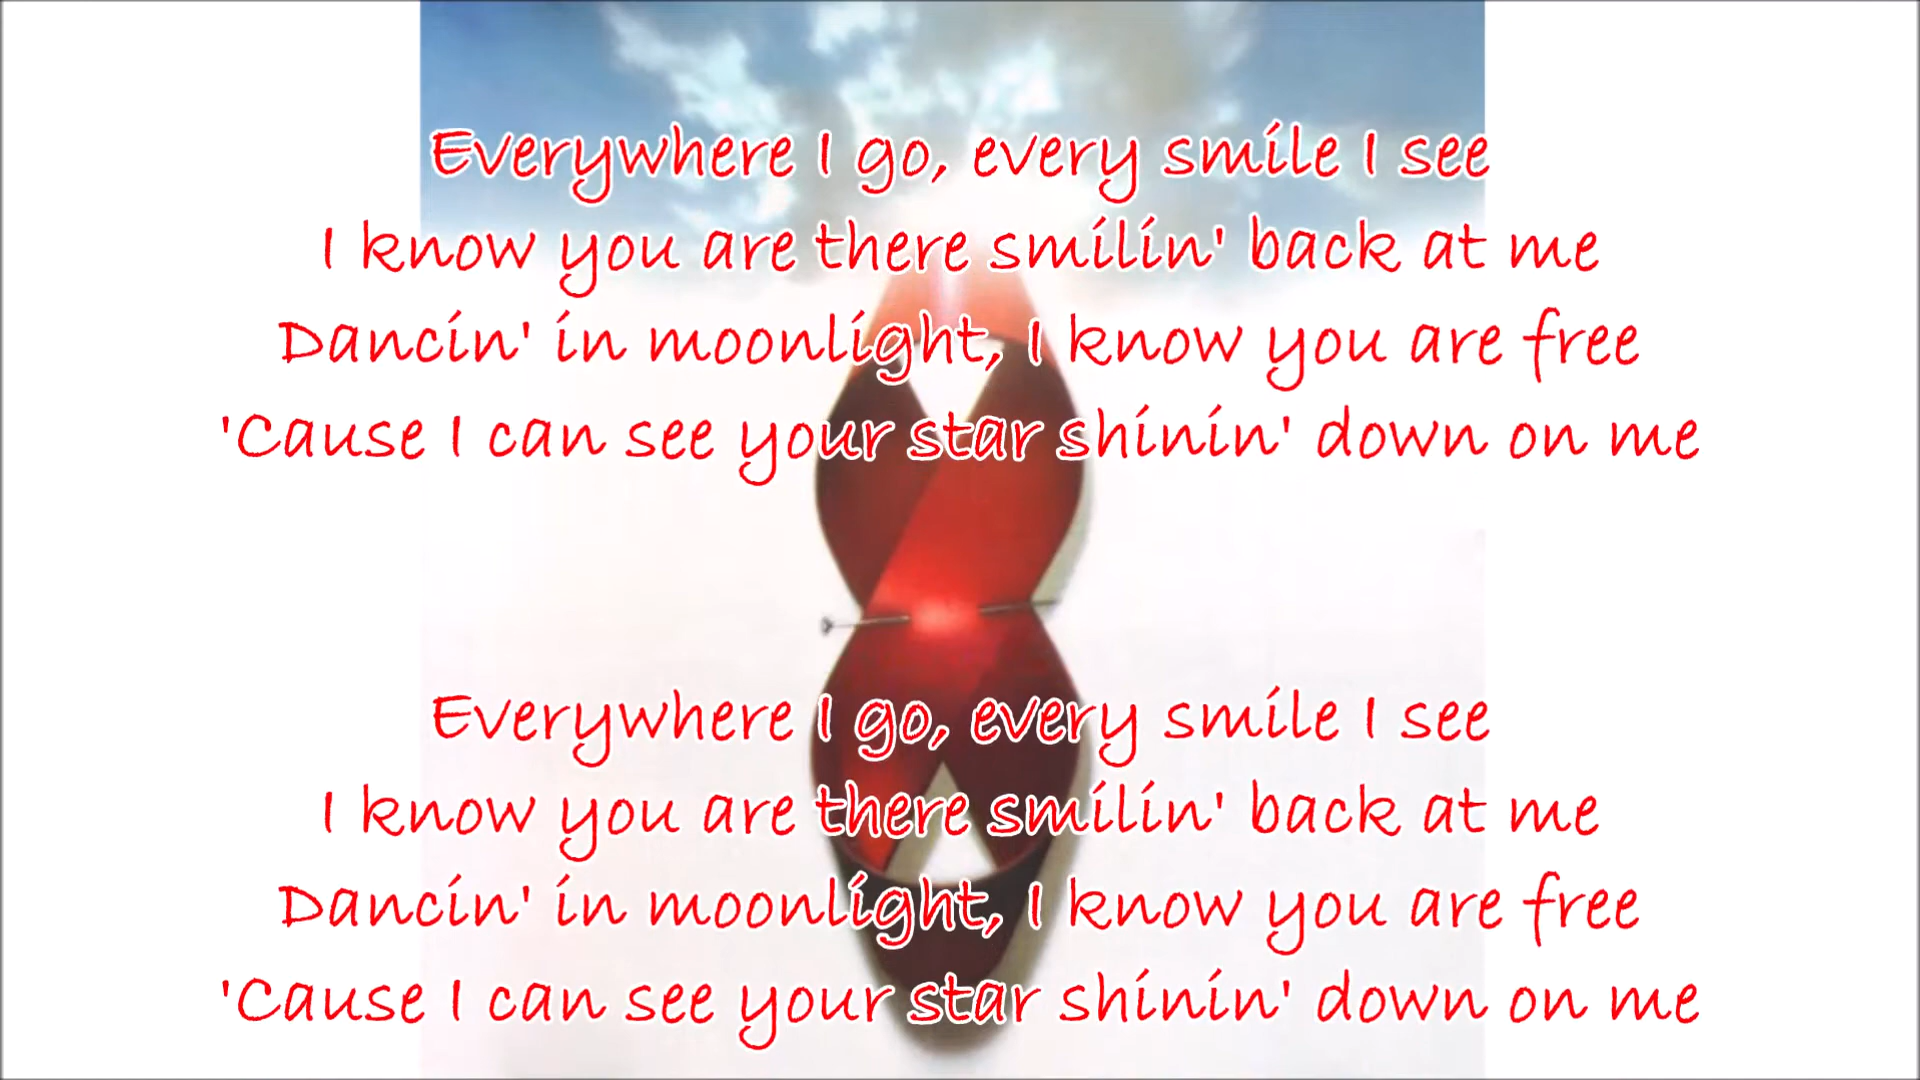 Everywhere I go, every smile I see
I know you are there smilin' back at me
Dancin' in moonlight, I know you are free
'Cause I can see your star shinin' down on me
Everywhere I go, every smile I see
I know you are there smilin' back at me
Dancin' in moonlight, I know you are free
'Cause I can see your star shinin' down on me